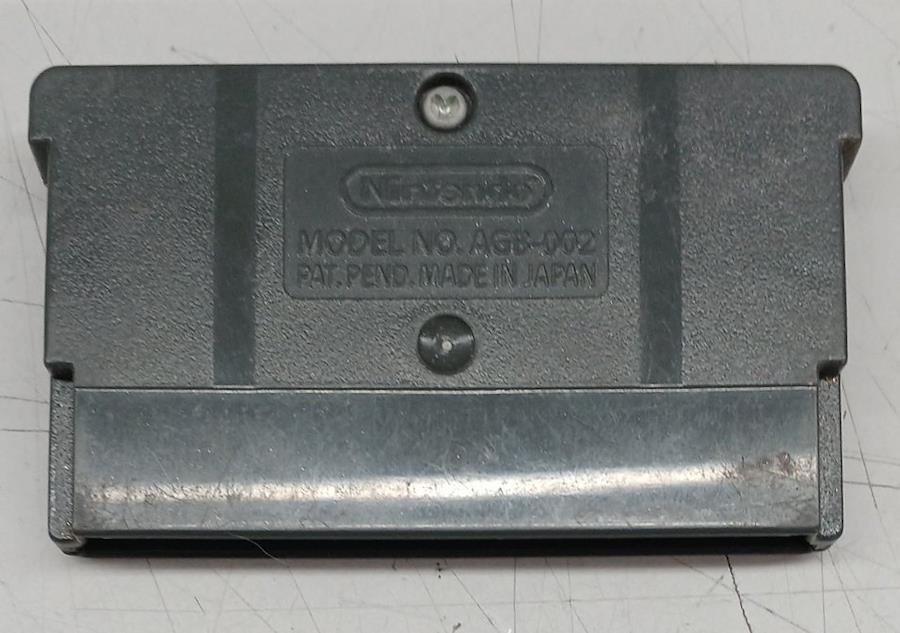 Nintendo
MODEL NO. AGB-002
PAT. PEND. MADE IN JAPAN